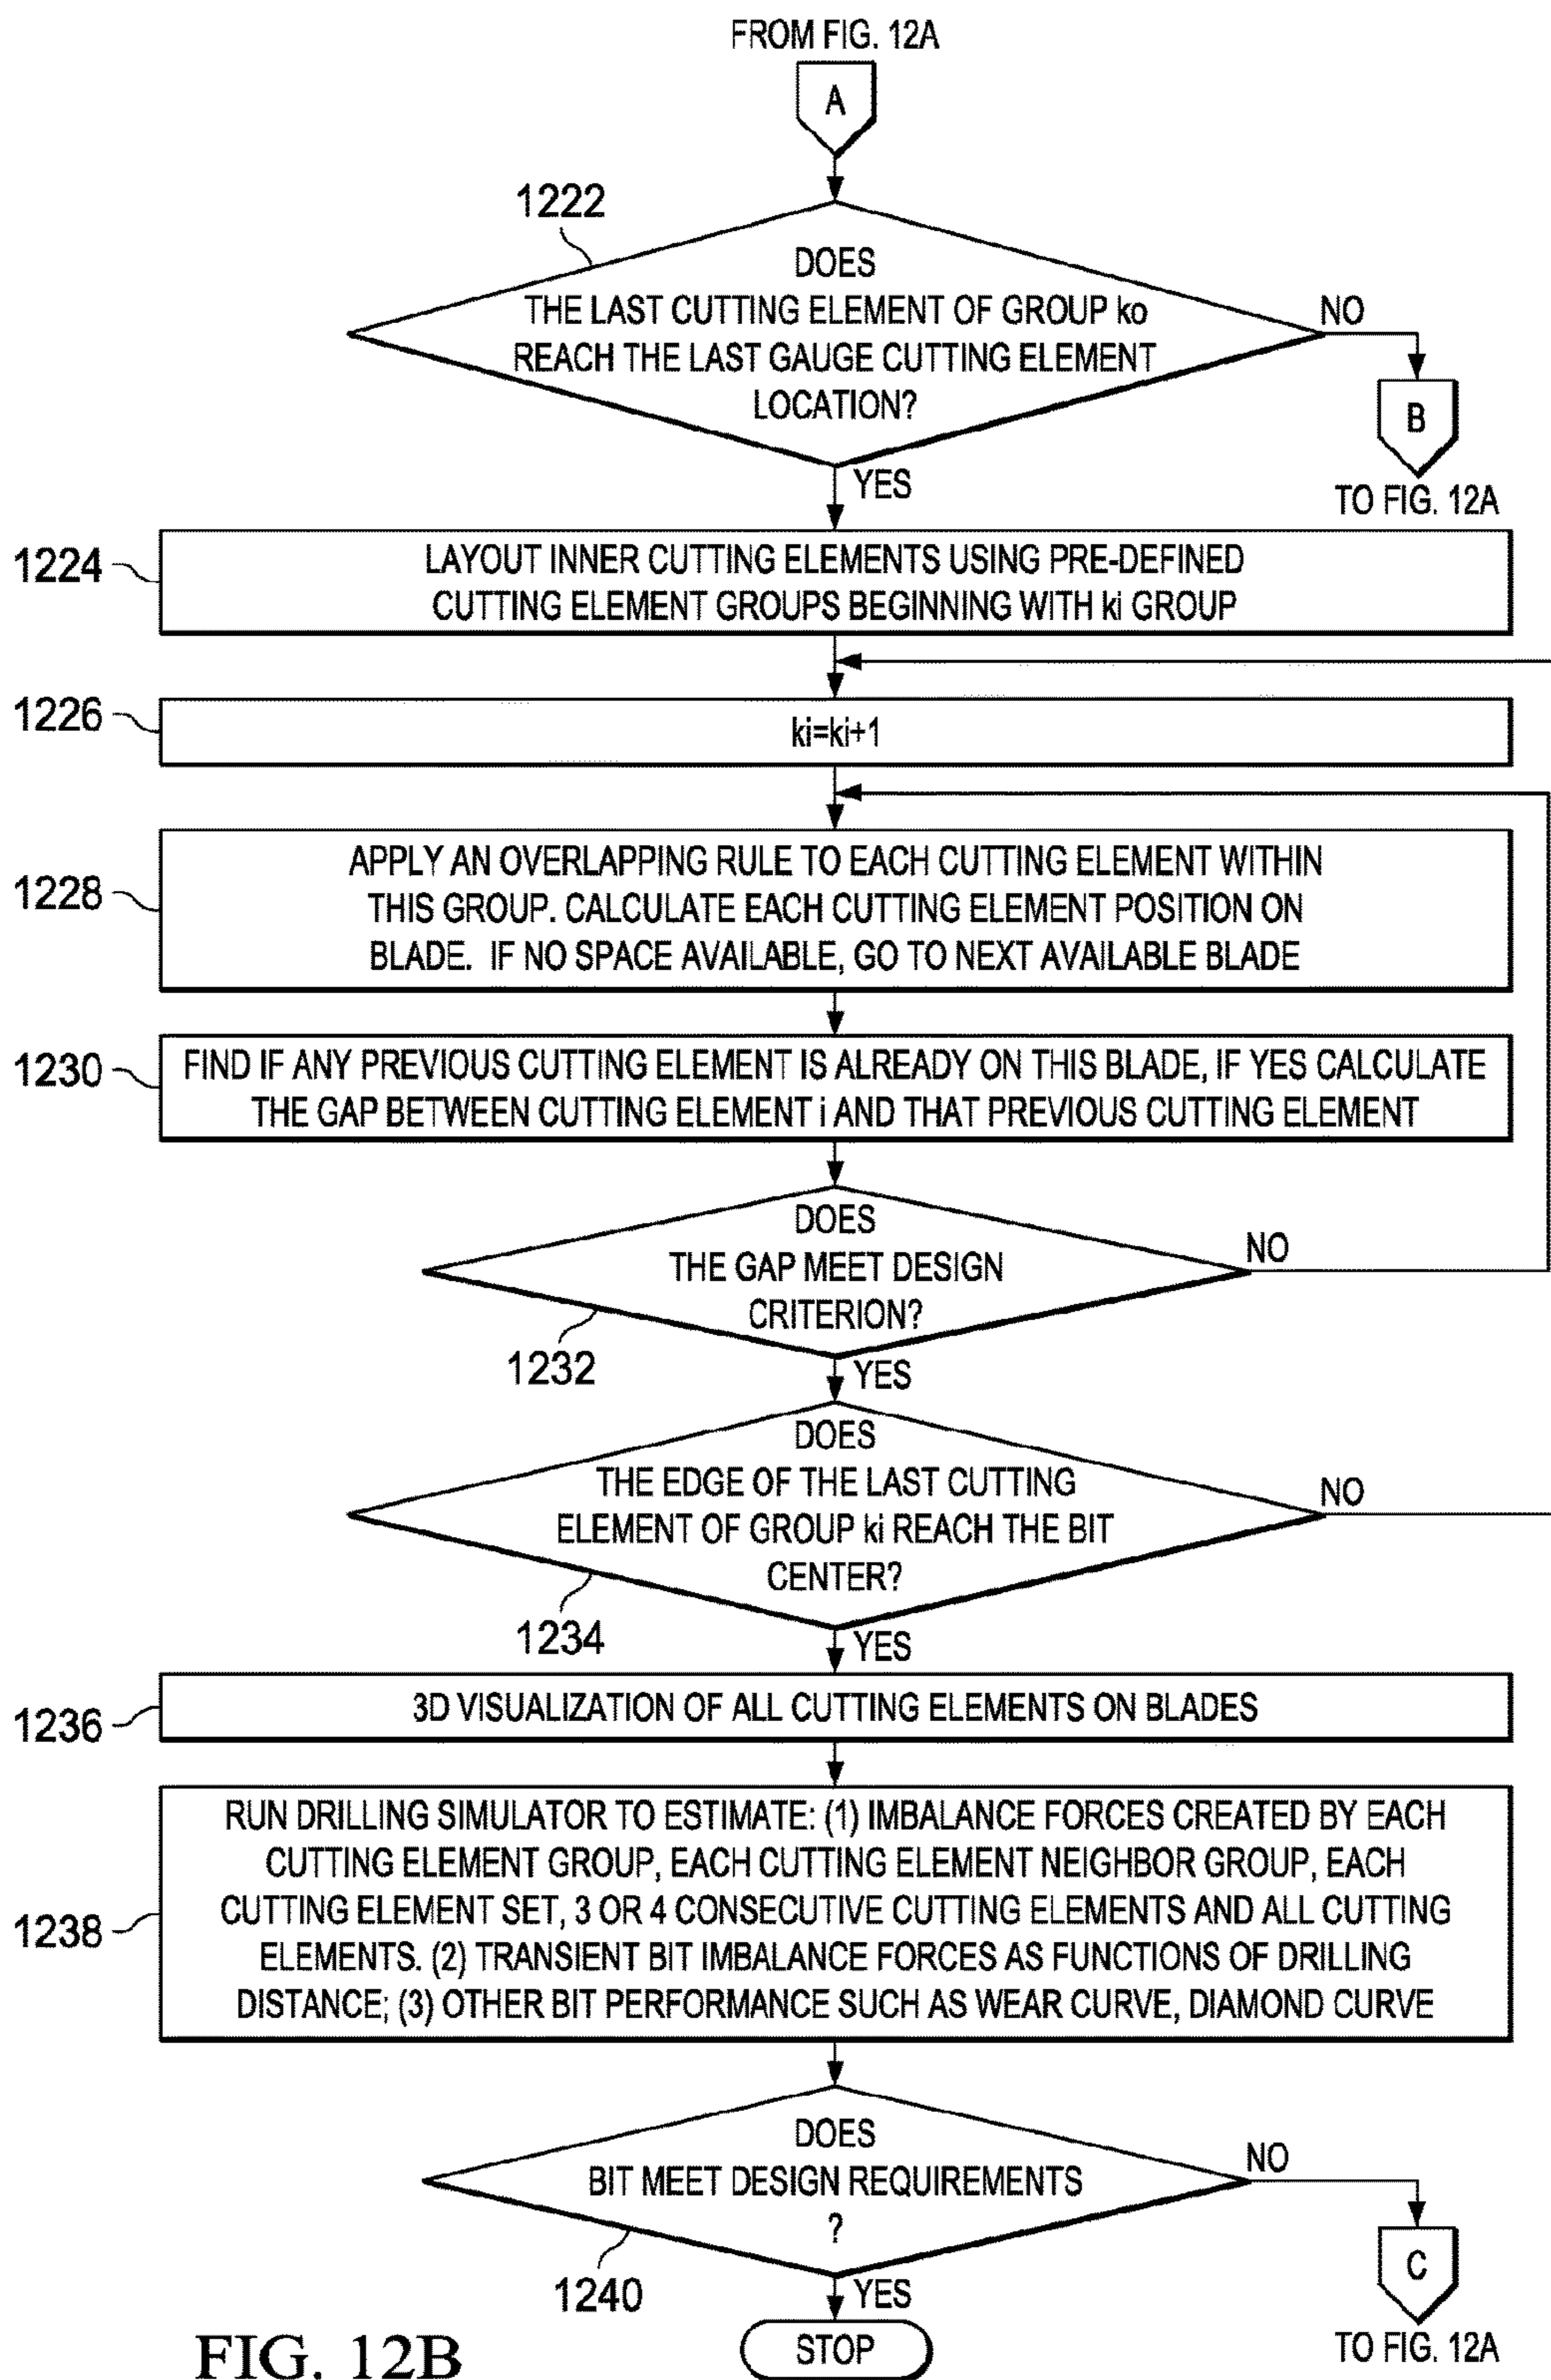 FROM FIG. 12A
A
1222
DOES
THE LAST CUTTING ELEMENT OF GROUP ko
REACH THE LAST GAUGE CUTTING ELEMENT
LOCATION?
NO
B
TO FIG. 12A
YES
1224
LAYOUT INNER CUTTING ELEMENTS USING PRE-DEFINED
CUTTING ELEMENT GROUPS BEGINNING WITH ki GROUP
1226
ki=ki+1
1228
APPLY AN OVERLAPPING RULE TO EACH CUTTING ELEMENT WITHIN
THIS GROUP. CALCULATE EACH CUTTING ELEMENT POSITION ON
BLADE. IF NO SPACE AVAILABLE, GO TO NEXT AVAILABLE BLADE
1230
FIND IF ANY PREVIOUS CUTTING ELEMENT IS ALREADY ON THIS BLADE, IF YES CALCULATE
THE GAP BETWEEN CUTTING ELEMENT i AND THAT PREVIOUS CUTTING ELEMENT
DOES
THE GAP MEET DESIGN
CRITERION?
NO
1232
YES
DOES
THE EDGE OF THE LAST CUTTING
ELEMENT OF GROUP ki REACH THE BIT
CENTER?
NO
1234
YES
1236
3D VISUALIZATION OF ALL CUTTING ELEMENTS ON BLADES
1238
RUN DRILLING SIMULATOR TO ESTIMATE: (1) IMBALANCE FORCES CREATED BY EACH
CUTTING ELEMENT GROUP, EACH CUTTING ELEMENT NEIGHBOR GROUP, EACH
CUTTING ELEMENT SET, 3 OR 4 CONSECUTIVE CUTTING ELEMENTS AND ALL CUTTING
ELEMENTS. (2) TRANSIENT BIT IMBALANCE FORCES AS FUNCTIONS OF DRILLING
DISTANCE; (3) OTHER BIT PERFORMANCE SUCH AS WEAR CURVE, DIAMOND CURVE
DOES
BIT MEET DESIGN REQUIREMENTS
?
NO
1240
YES
C
TO FIG. 12A
STOP
FIG. 12B